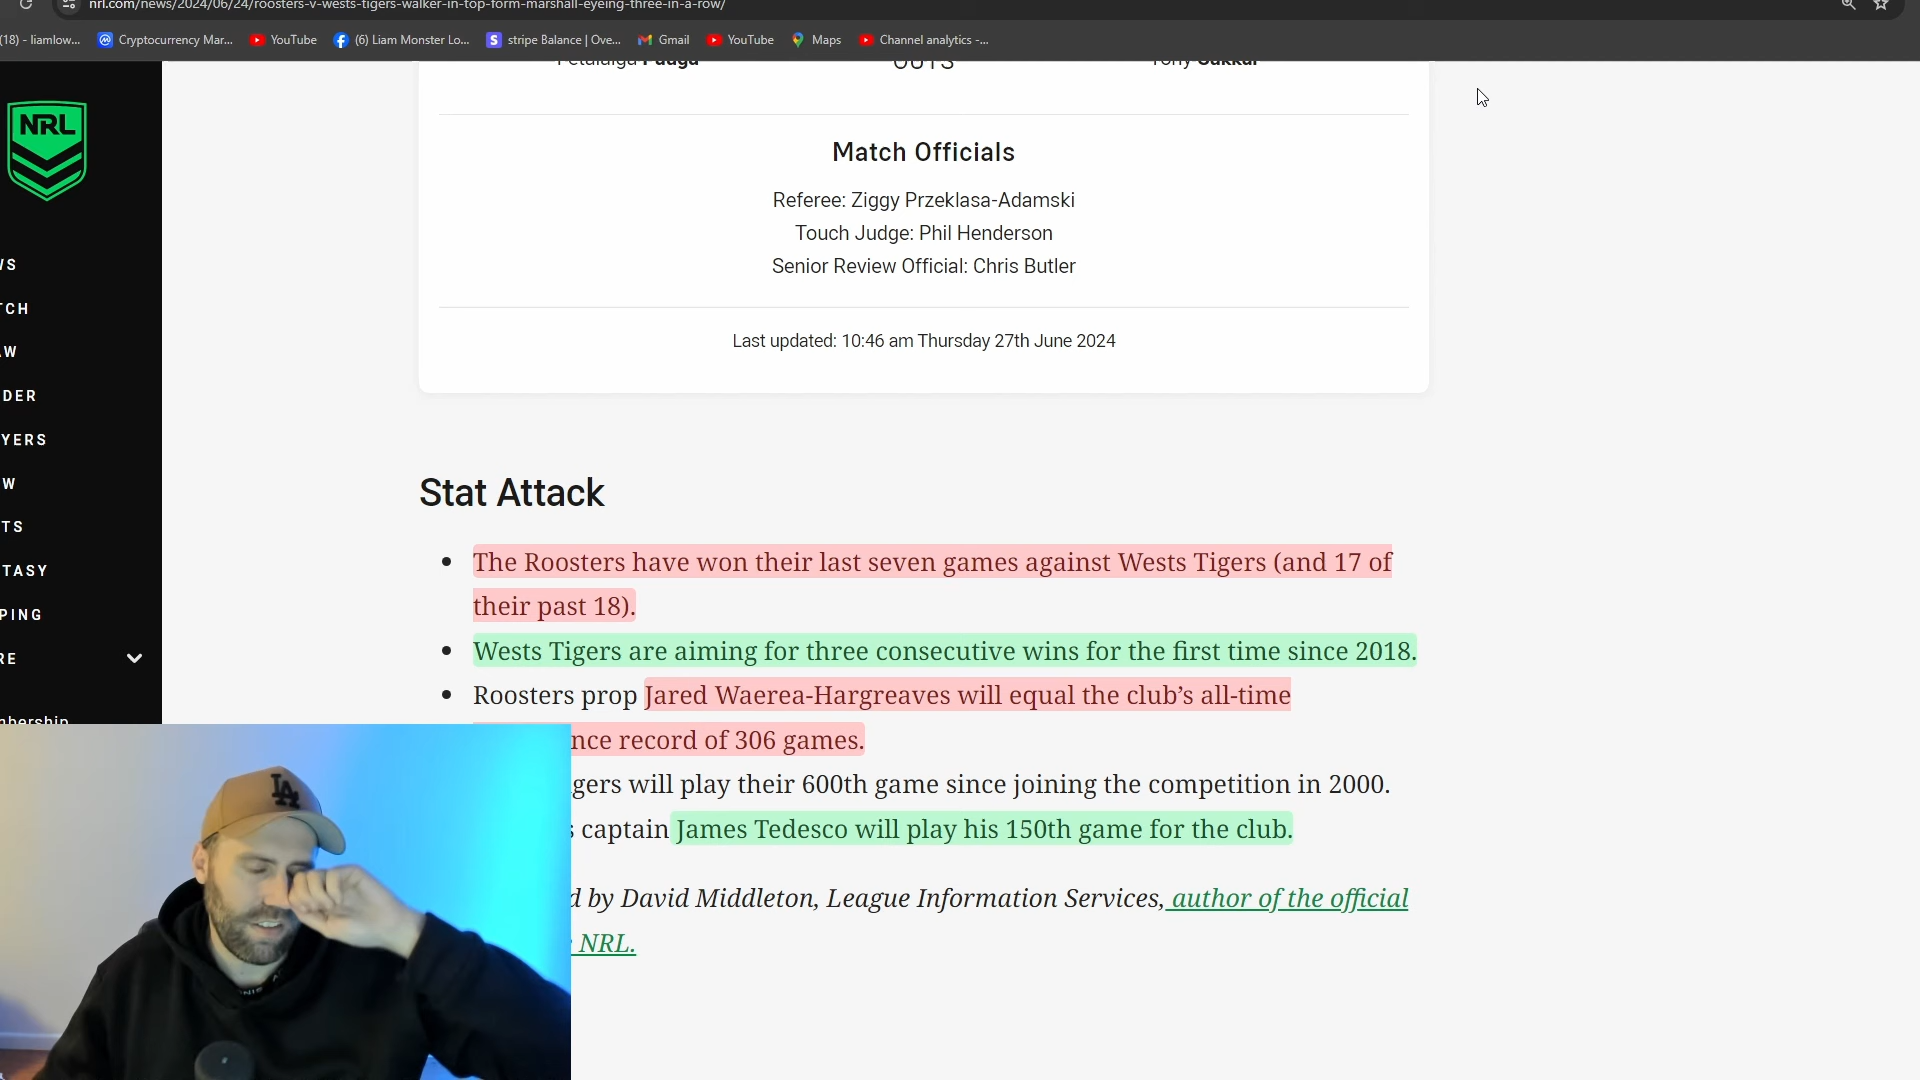 nrl.com/news/2024/06/24/roosters-v-wests-tigers-walker-in-top-form-marshall-eyeing-three-in-a-row/
(18) - liamlow... Cryptocurrency Mar... YouTube (6) Liam Monster Lo... stripe Balance | Ove... Gmail YouTube Maps Channel analytics -...
OUTS
NRL
Match Officials
Referee: Ziggy Przeklasa-Adamski
Touch Judge: Phil Henderson
Senior Review Official: Chris Butler
Last updated: 10:46 am Thursday 27th June 2024
WS
TCH
AW
DER
YERS
W
TS
TASY
PING
RE
mbership
Stat Attack
The Roosters have won their last seven games against Wests Tigers (and 17 of
their past 18).
Wests Tigers are aiming for three consecutive wins for the first time since 2018.
Roosters prop Jared Waerea-Hargreaves will equal the club’s all-time
nce record of 306 games.
gers will play their 600th game since joining the competition in 2000.
s captain James Tedesco will play his 150th game for the club.
d by David Middleton, League Information Services, author of the official
NRL.
LA